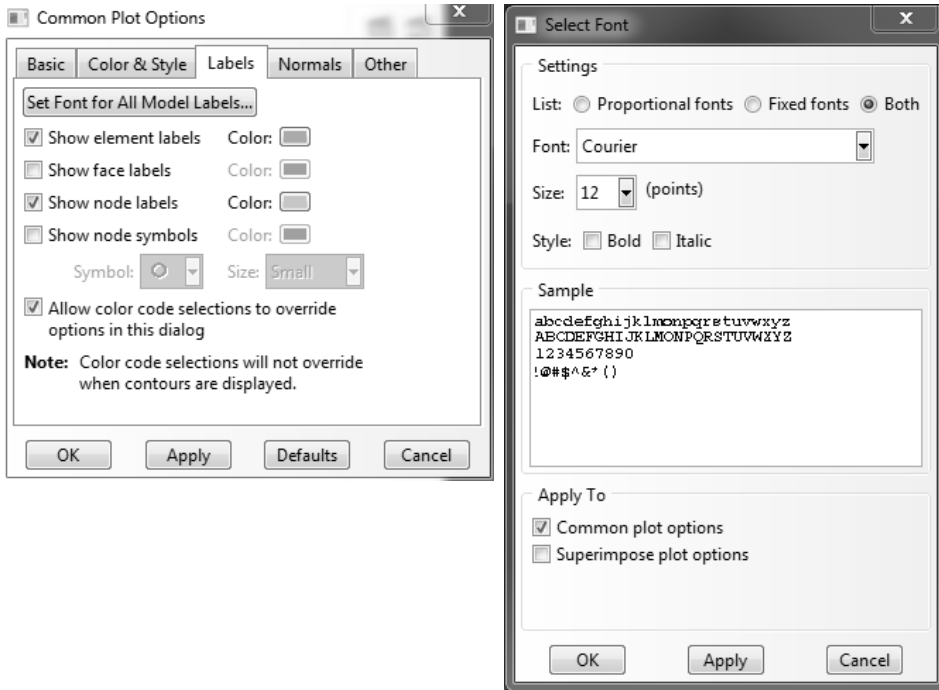 Common Plot Options
x
Basic Color & Style Labels Normals Other
Set Font for All Model Labels...
Show element labels Color:
Show face labels Color:
Show node labels Color:
Show node symbols Color:
Symbol: Size: Small
Allow color code selections to override
options in this dialog
Note: Color code selections will not override
when contours are displayed.
OK Apply Defaults Cancel
Select Font
x
Settings
List: Proportional fonts Fixed fonts Both
Font: Courier
Size: 12 (points)
Style: Bold Italic
Sample
abcdefghijklmonpqrstuvwxyz
ABCDEFGHIJKLMONPQRSTUVWXYZ
1234567890
!@#$^&*()
Apply To
Common plot options
Superimpose plot options
OK Apply Cancel